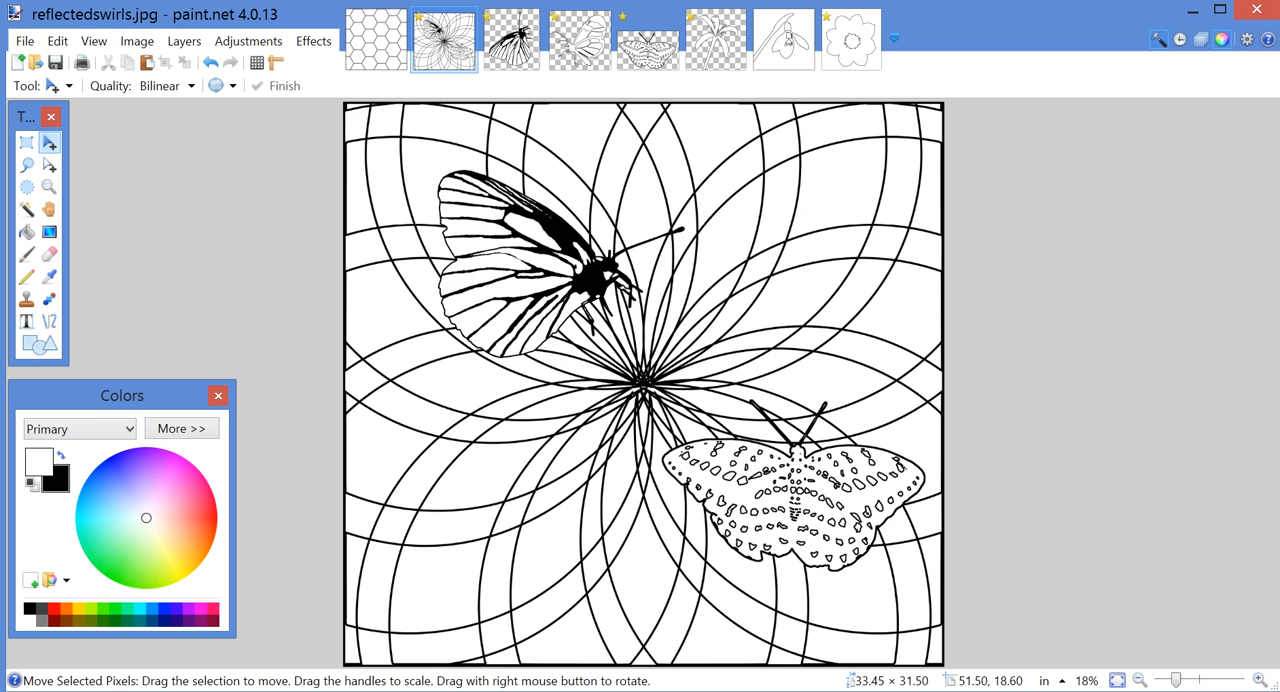 reflectedswirls.jpg - paint.net 4.0.13
File Edit View Image Layers Adjustments Effects
Tool: Quality: Bilinear Finish
T...
Colors
Primary More >>
Move Selected Pixels: Drag the selection to move. Drag the handles to scale. Drag with right mouse button to rotate. 33.45 × 31.50 51.50, 18.60 in 18%